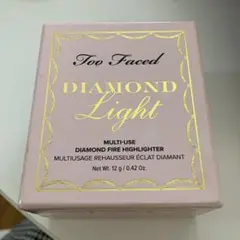 Too Faced
DIAMOND
Light
MULTI-USE
DIAMOND FIRE HIGHLIGHTER
MULTIUSAGE REHAUSSEUR ÉCLAT DIAMANT
Net Wt. 12 g / 0.42 Oz.